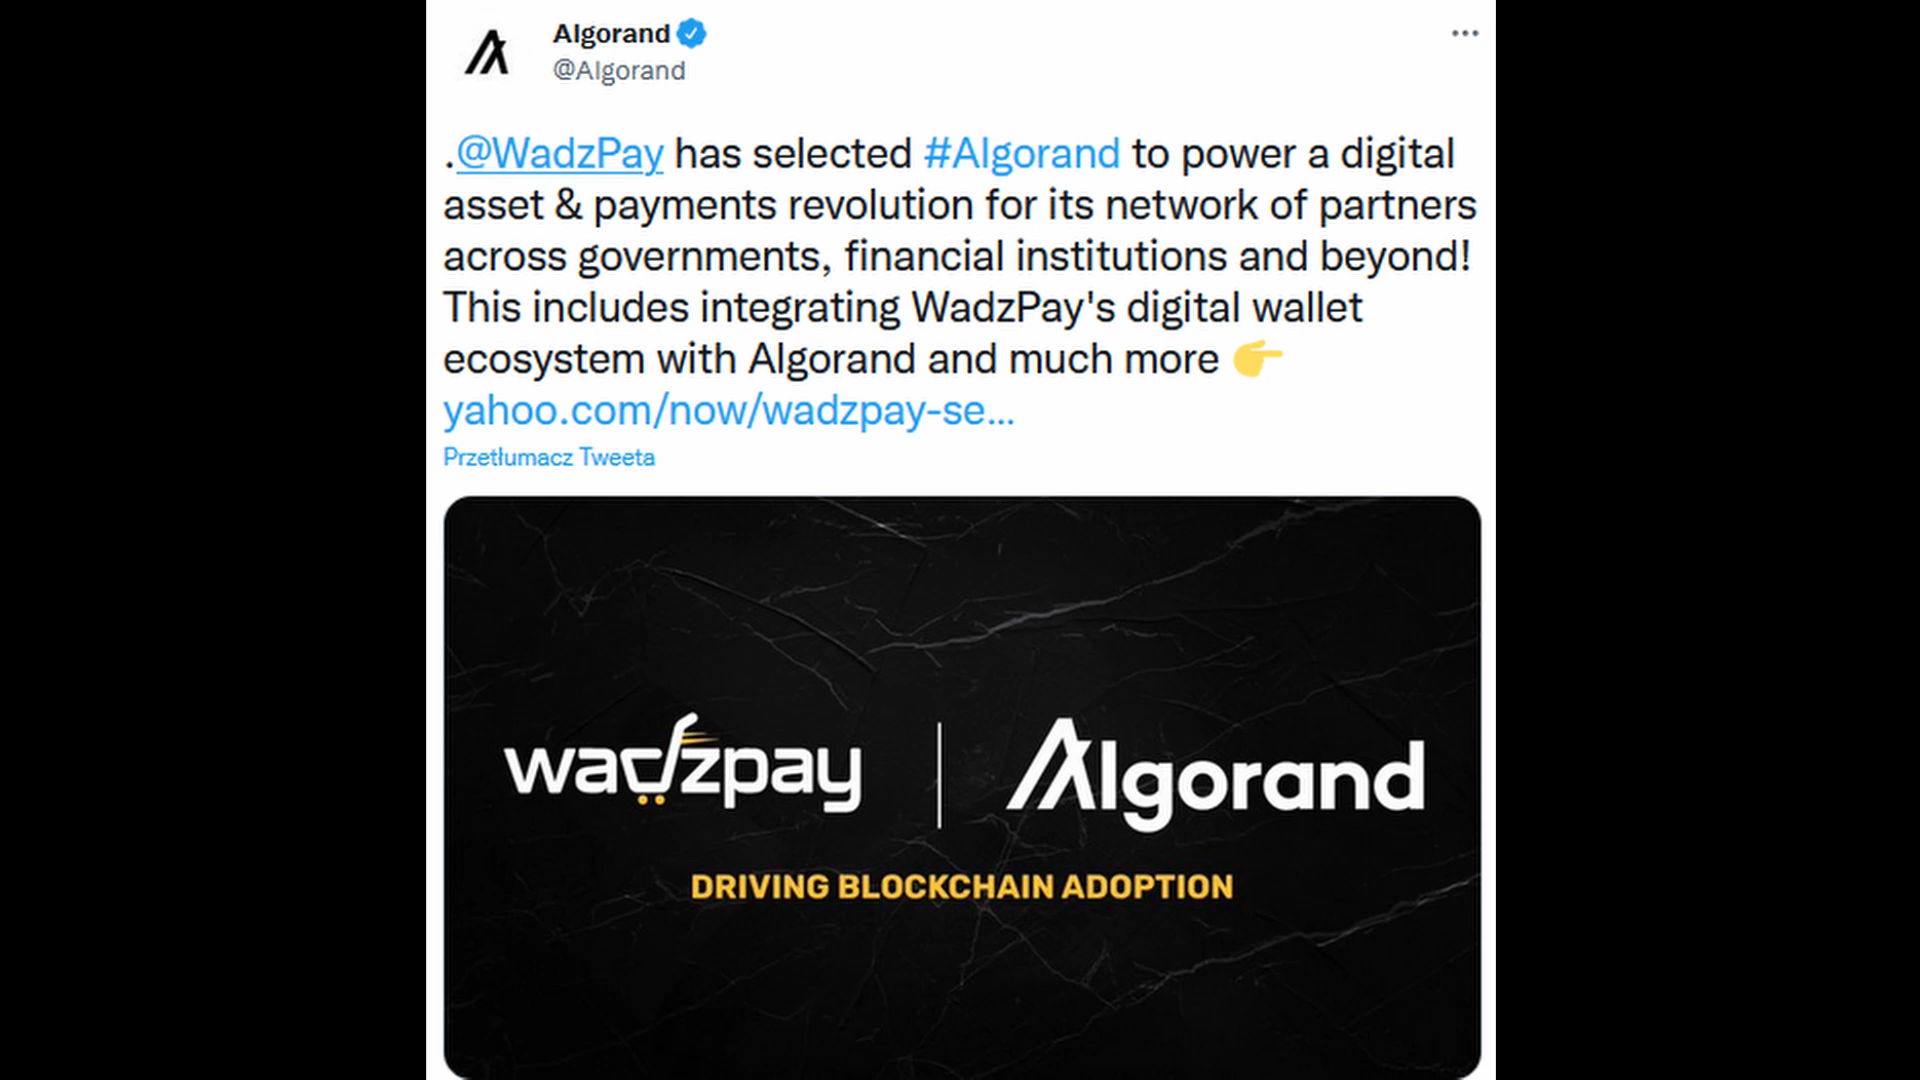 Algorand
@Algorand
.@WadzPay has selected #Algorand to power a digital
asset & payments revolution for its network of partners
across governments, financial institutions and beyond!
This includes integrating WadzPay's digital wallet
ecosystem with Algorand and much more 👉
yahoo.com/now/wadzpay-se...
Przetłumacz Tweeta
wadzpay | Algorand
DRIVING BLOCKCHAIN ADOPTION